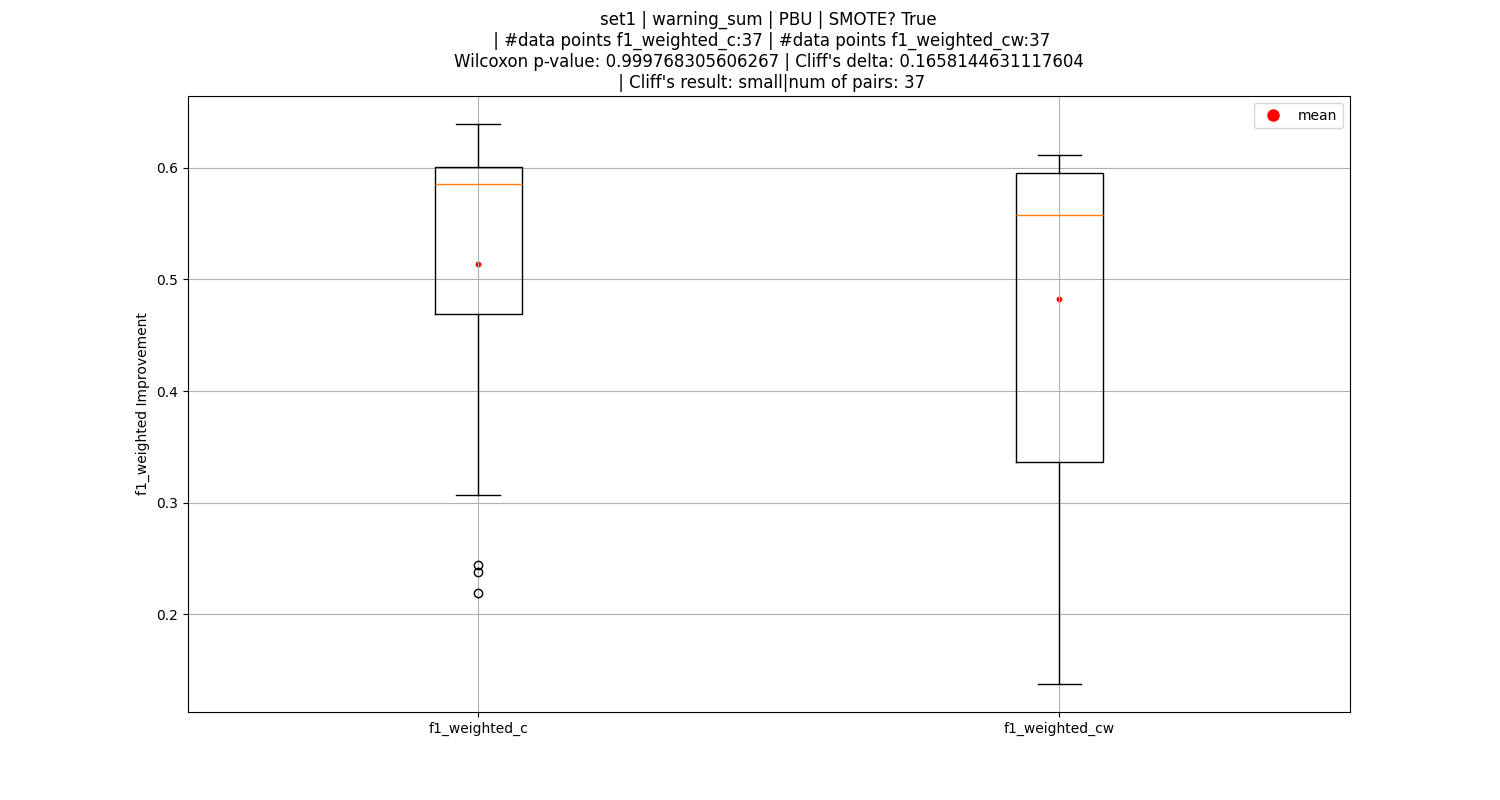 set1 | warning_sum | PBU | SMOTE? True
| #data points f1_weighted_c:37 | #data points f1_weighted_cw:37
Wilcoxon p-value: 0.999768305606267 | Cliff's delta: 0.1658144631117604
| Cliff's result: small|num of pairs: 37
mean
0.6
0.5
0.4
0.3
0.2
f1_weighted Improvement
f1_weighted_c
f1_weighted_cw